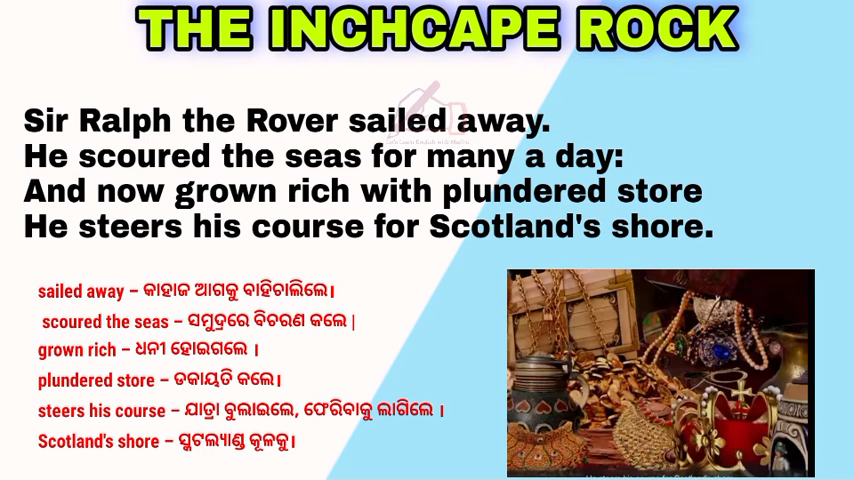 THE INCHCAPE ROCK
Sir Ralph the Rover sailed away.
He scoured the seas for many a day:
And now grown rich with plundered store
He steers his course for Scotland's shore.
sailed away – କାହାଜ ଆଗକୁ ବାହିଚାଲିଲେ।
scoured the seas – ସମୁଦ୍ରରେ ବିଚରଣ କଲେ |
grown rich – ଧନୀ ହୋଇଗଲେ ।
plundered store – ଡକାୟତି କଲେ।
steers his course – ଯାତ୍ରା ବୁଲାଇଲେ, ଫେରିବାକୁ ଲାଗିଲେ ।
Scotland's shore – ସ୍କଟଲ୍ୟାଣ୍ଡ କୂଳକୁ।